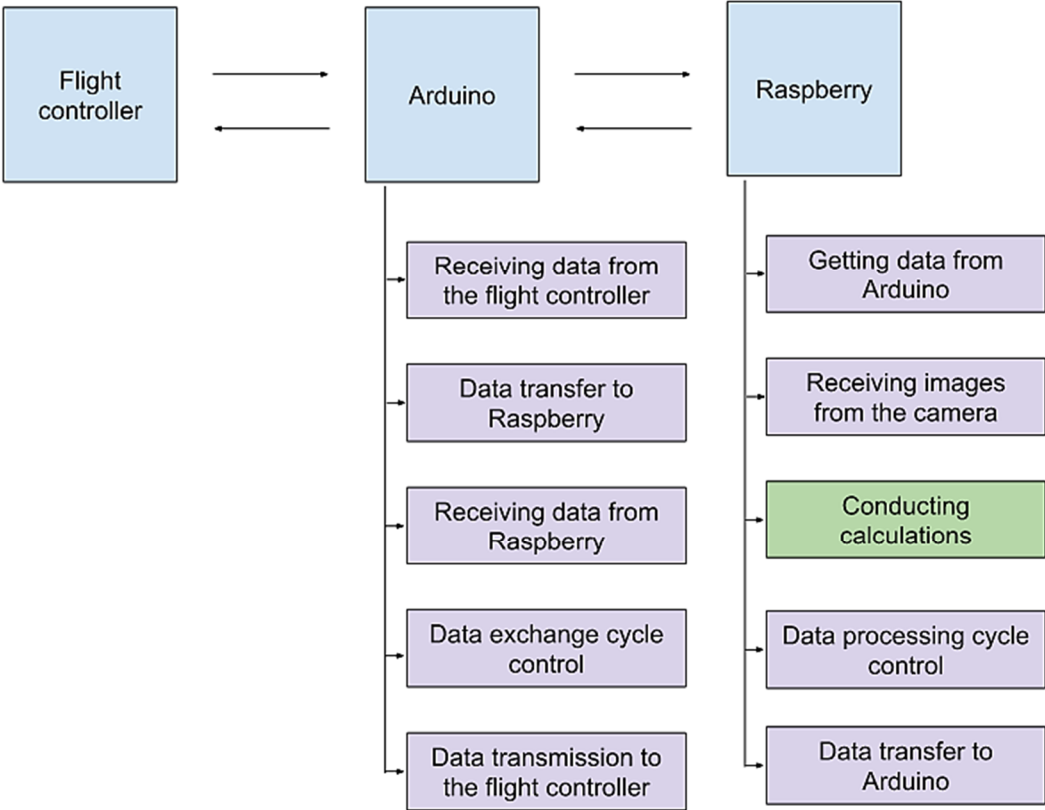 Flight
controller
Arduino
Raspberry
Receiving data from
the flight controller
Data transfer to
Raspberry
Receiving data from
Raspberry
Data exchange cycle
control
Data transmission to
the flight controller
Getting data from
Arduino
Receiving images
from the camera
Conducting
calculations
Data processing cycle
control
Data transfer to
Arduino